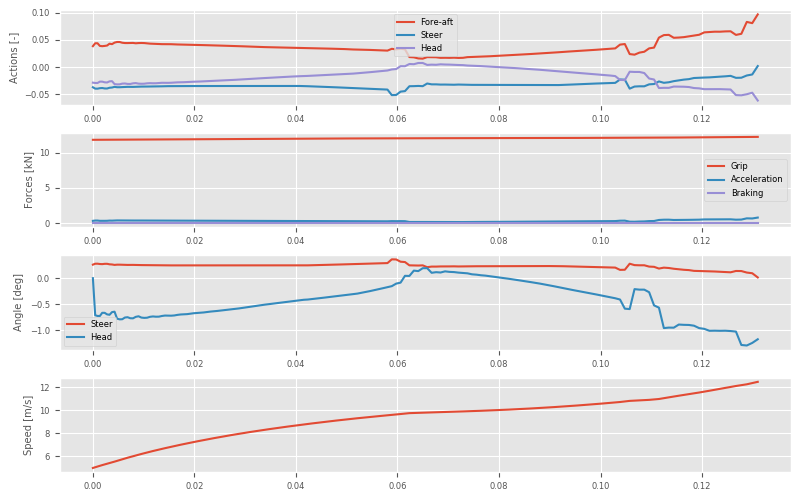 0.10
0.05
0.00
−0.05
Actions [-]
Fore-aft
Steer
Head
0.00 0.02 0.04 0.06 0.08 0.10 0.12
10
5
0
Forces [kN]
Grip
Acceleration
Braking
0.00 0.02 0.04 0.06 0.08 0.10 0.12
0.0
−0.5
−1.0
Angle [deg]
Steer
Head
0.00 0.02 0.04 0.06 0.08 0.10 0.12
12
10
8
6
Speed [m/s]
0.00 0.02 0.04 0.06 0.08 0.10 0.12